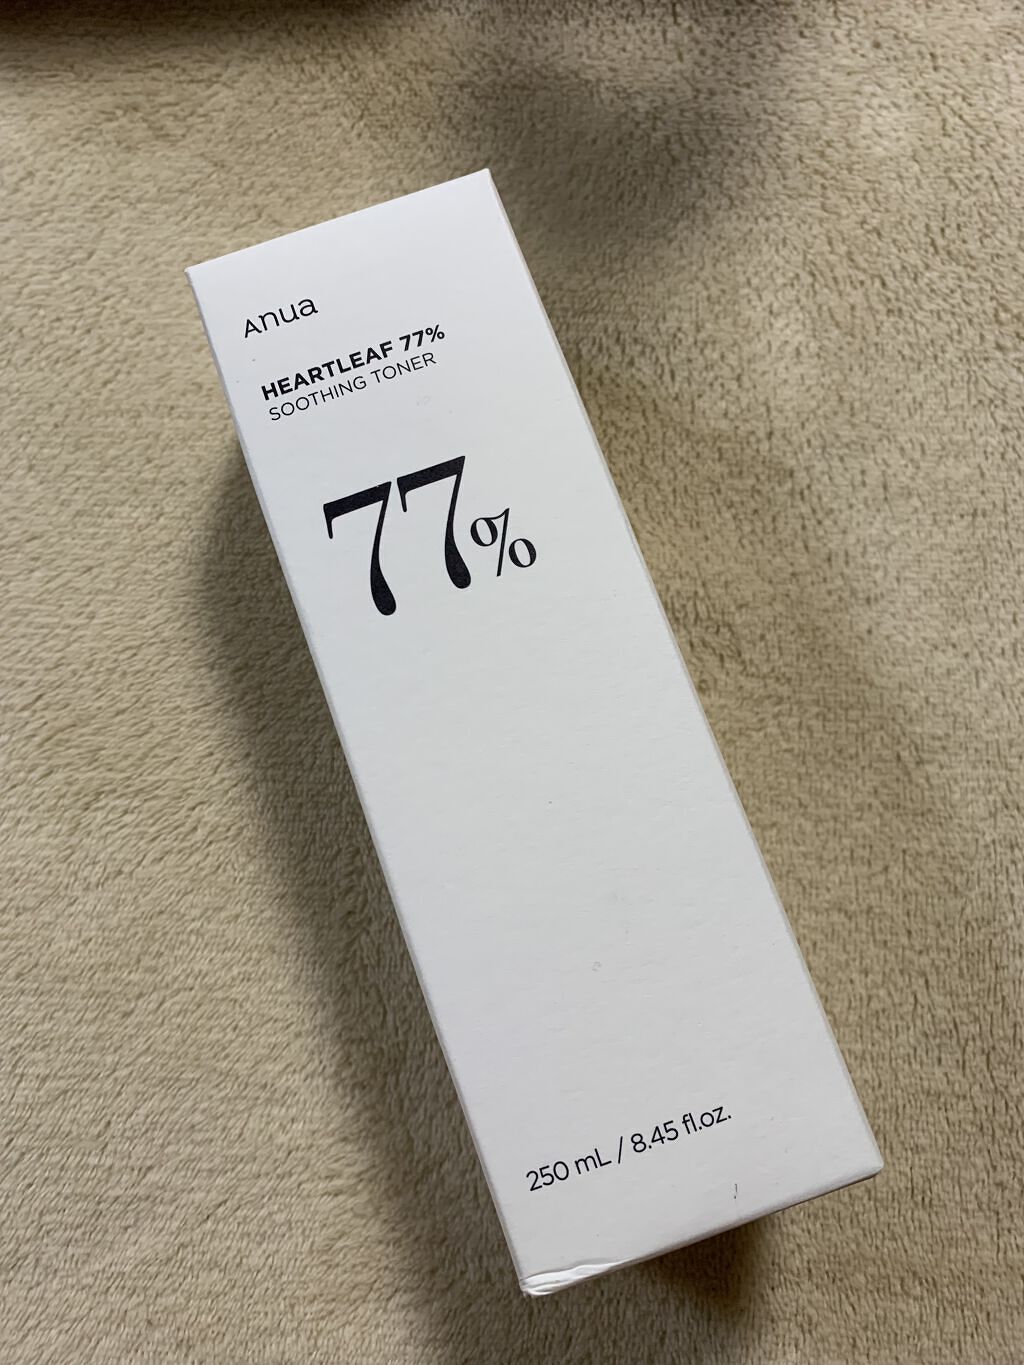 Anua
HEARTLEAF 77%
SOOTHING TONER
77%
250 mL / 8.45 fl.oz.